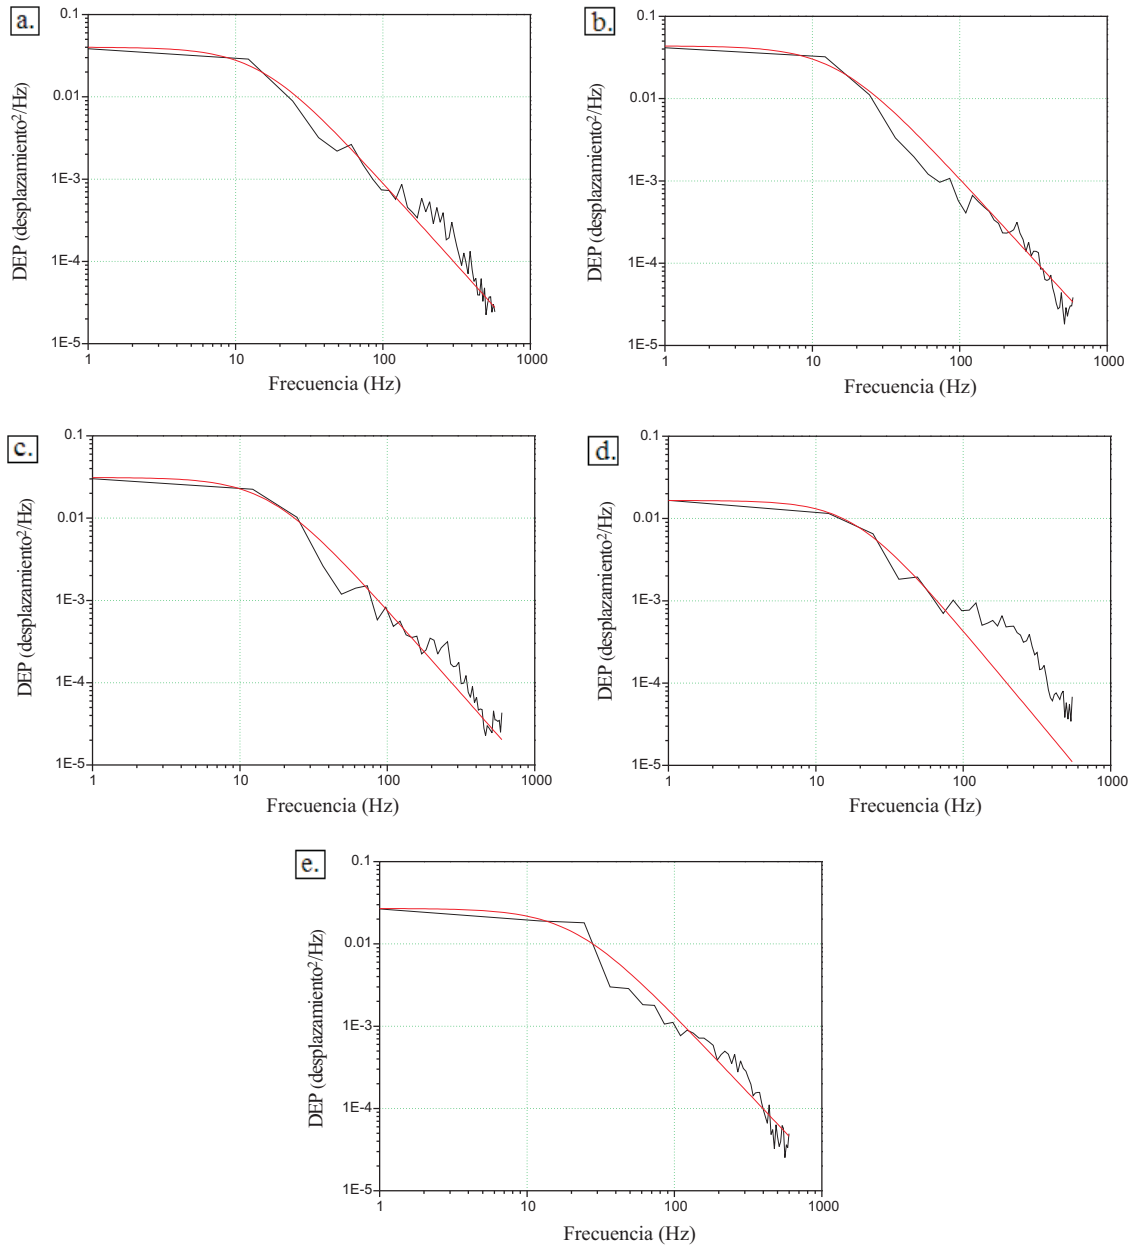 a.
0.1
0.01
1E-3
1E-4
1E-5
1 10 100 1000
DEP (desplazamiento²/Hz)
Frecuencia (Hz)
b.
0.1
0.01
1E-3
1E-4
1E-5
1 10 100 1000
DEP (desplazamiento²/Hz)
Frecuencia (Hz)
c.
0.1
0.01
1E-3
1E-4
1E-5
1 10 100 1000
DEP (desplazamiento²/Hz)
Frecuencia (Hz)
d.
0.1
0.01
1E-3
1E-4
1E-5
1 10 100 1000
DEP (desplazamiento²/Hz)
Frecuencia (Hz)
e.
0.1
0.01
1E-3
1E-4
1E-5
1 10 100 1000
DEP (desplazamiento²/Hz)
Frecuencia (Hz)